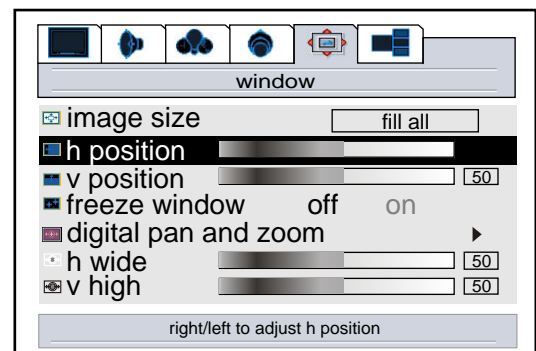 window
image size fill all
h position
v position 50
freeze window off on
digital pan and zoom
h wide 50
v high 50
right/left to adjust h position